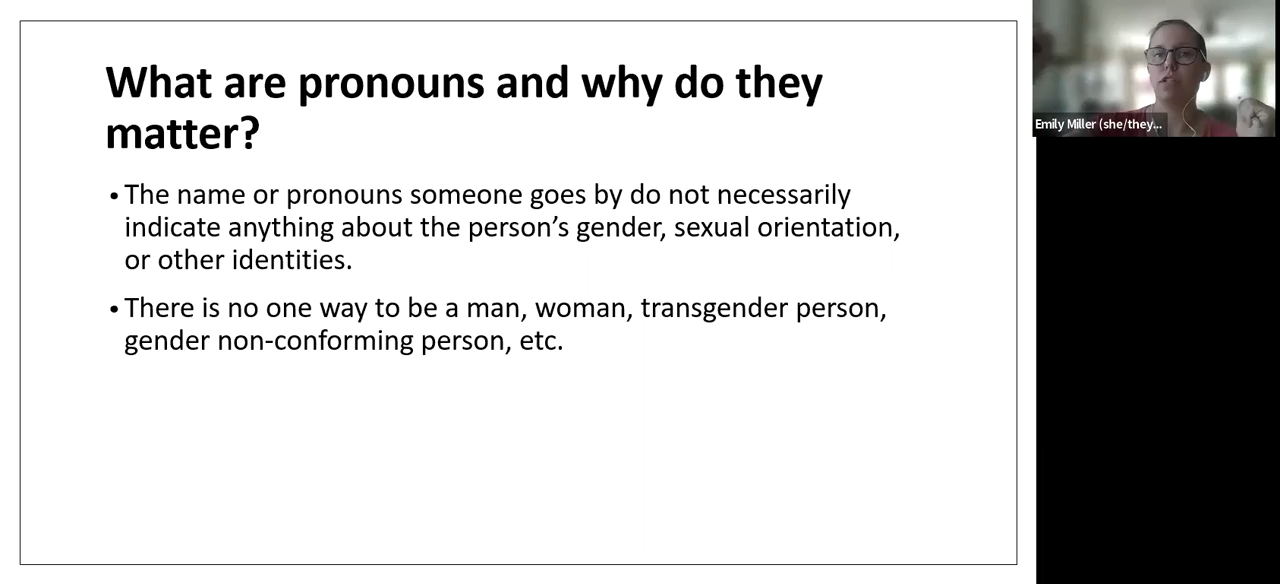 What are pronouns and why do they
matter?
• The name or pronouns someone goes by do not necessarily
indicate anything about the person’s gender, sexual orientation,
or other identities.
• There is no one way to be a man, woman, transgender person,
gender non-conforming person, etc.
Emily Miller (she/they...